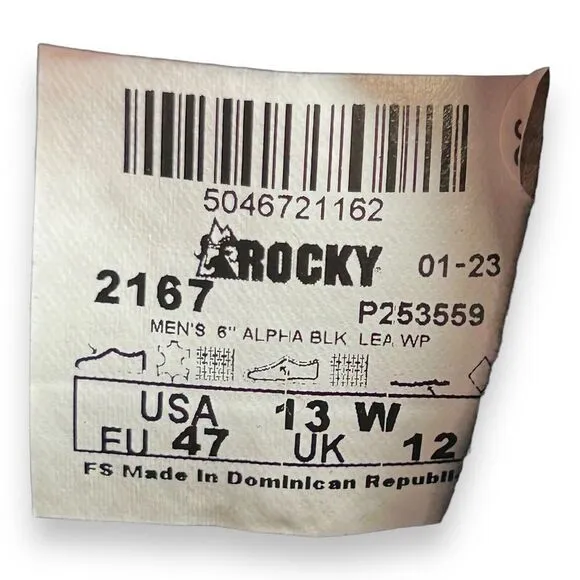 5046721162
ROCKY 01-23
2167 P253559
MEN'S 6" ALPHA BLK LEA WP
USA 13 W
EU 47 UK 12
FS Made In Dominican Republi